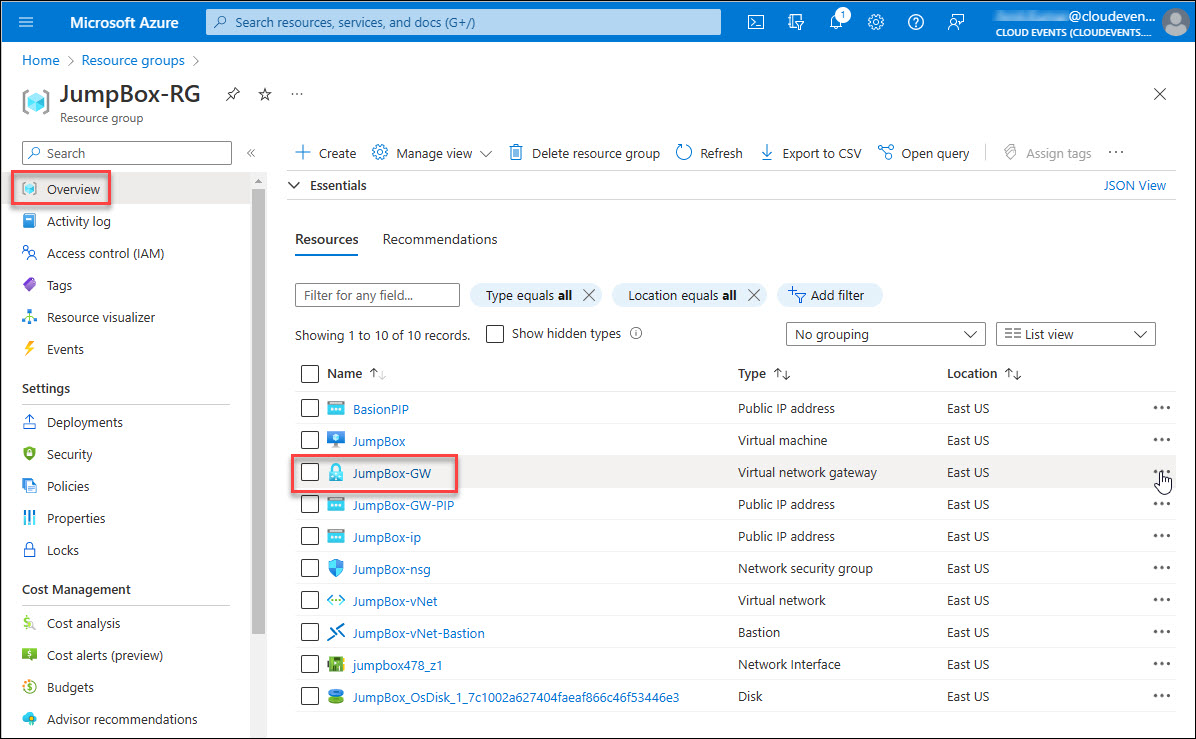 Microsoft Azure
Search resources, services, and docs (G+/)
1
@cloudeven...
CLOUD EVENTS (CLOUDEVENTS....
Home > Resource groups >
JumpBox-RG
...
Resource group
Search
«
Create
Manage view
Delete resource group
Refresh
Export to CSV
Open query
Assign tags
...
Overview
Activity log
Access control (IAM)
Tags
Resource visualizer
Events
Settings
Deployments
Security
Policies
Properties
Locks
Cost Management
Cost analysis
Cost alerts (preview)
Budgets
Advisor recommendations
Essentials
JSON View
Resources
Recommendations
Filter for any field...
Type equals all
Location equals all
Add filter
Showing 1 to 10 of 10 records.
Show hidden types
No grouping
List view
Name ↑↓ Type ↑↓ Location ↑↓
BasionPIP Public IP address East US
JumpBox Virtual machine East US
JumpBox-GW Virtual network gateway East US
JumpBox-GW-PIP Public IP address East US
JumpBox-ip Public IP address East US
JumpBox-nsg Network security group East US
JumpBox-vNet Virtual network East US
JumpBox-vNet-Bastion Bastion East US
jumpbox478_z1 Network Interface East US
JumpBox_OsDisk_1_7c1002a627404faeaf866c46f53446e3 Disk East US